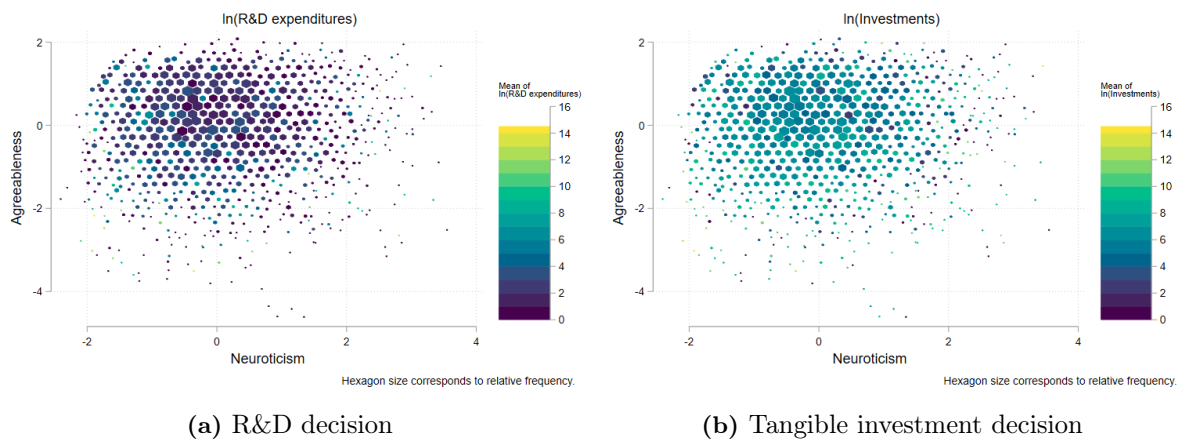 ln(R&D expenditures)
2
0
-2
-4
Agreeableness
-2
0
2
4
Neuroticism
Mean of
ln(R&D expenditures)
16
14
12
10
8
6
4
2
0
Hexagon size corresponds to relative frequency.
(a) R&D decision
ln(Investments)
2
0
-2
-4
Agreeableness
-2
0
2
4
Neuroticism
Mean of
ln(Investments)
16
14
12
10
8
6
4
2
0
Hexagon size corresponds to relative frequency.
(b) Tangible investment decision